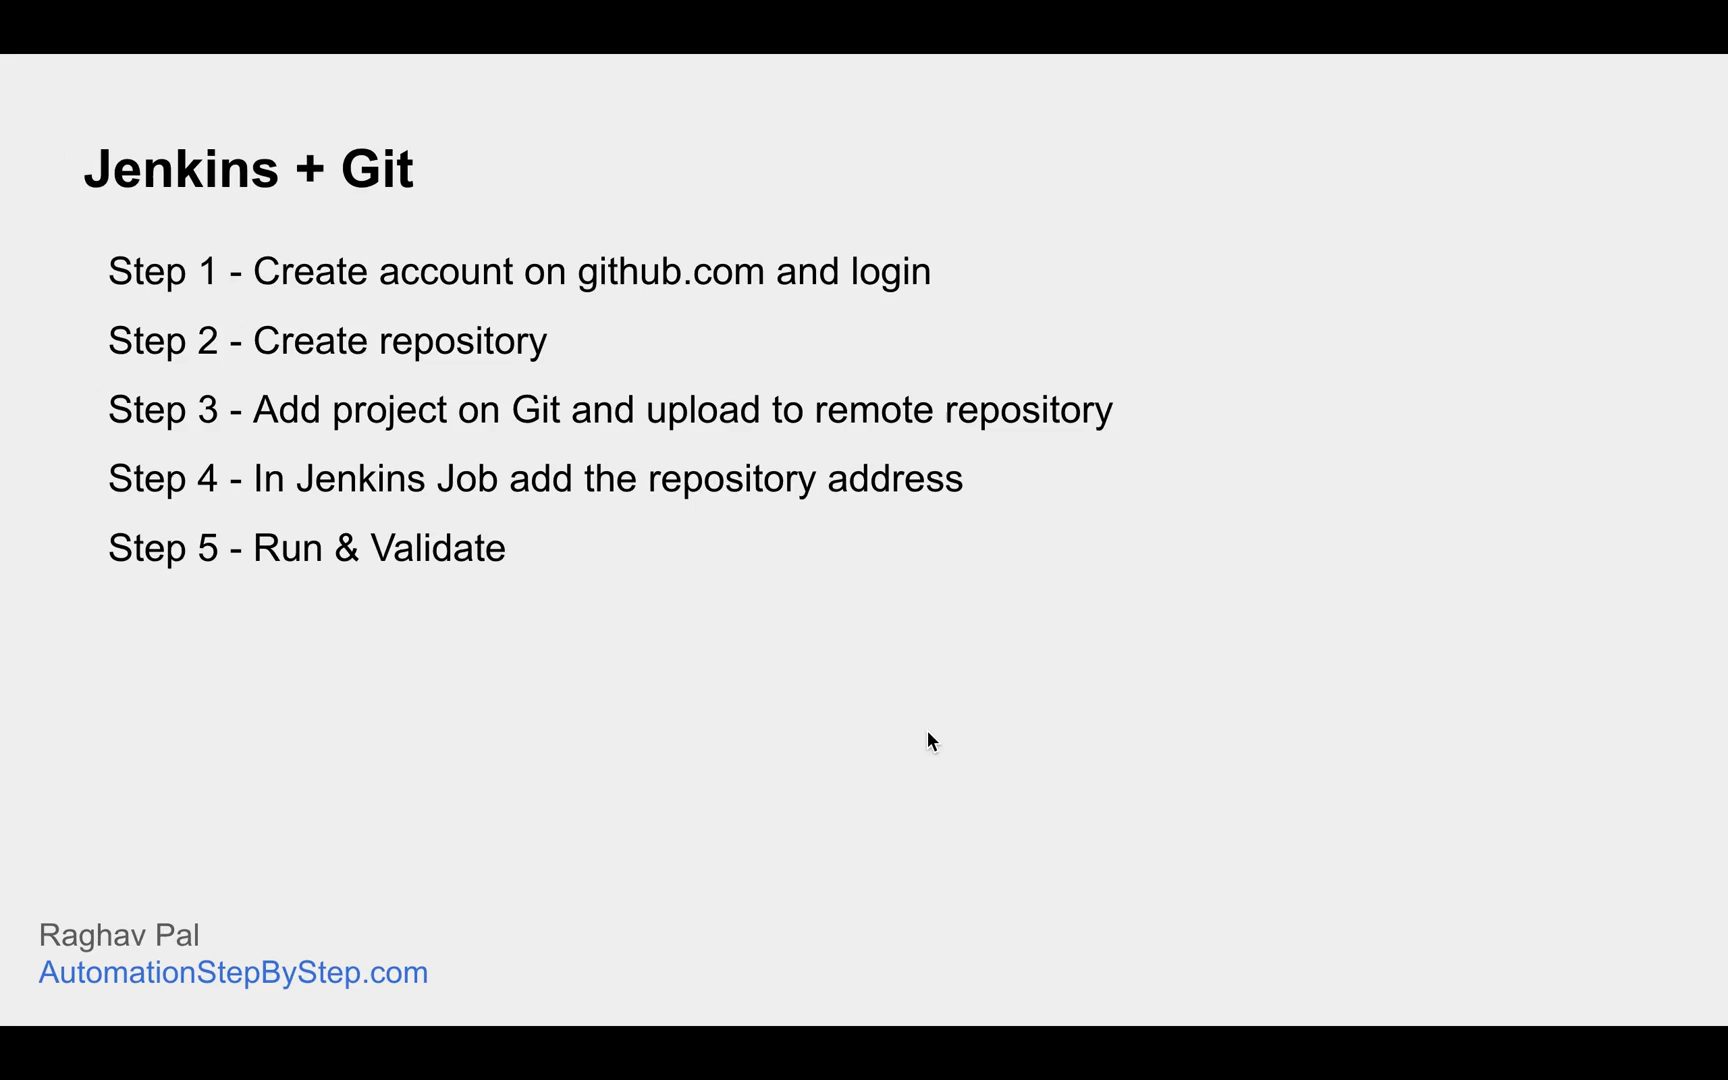 Jenkins + Git
Step 1 - Create account on github.com and login
Step 2 - Create repository
Step 3 - Add project on Git and upload to remote repository
Step 4 - In Jenkins Job add the repository address
Step 5 - Run & Validate
Raghav Pal
AutomationStepByStep.com